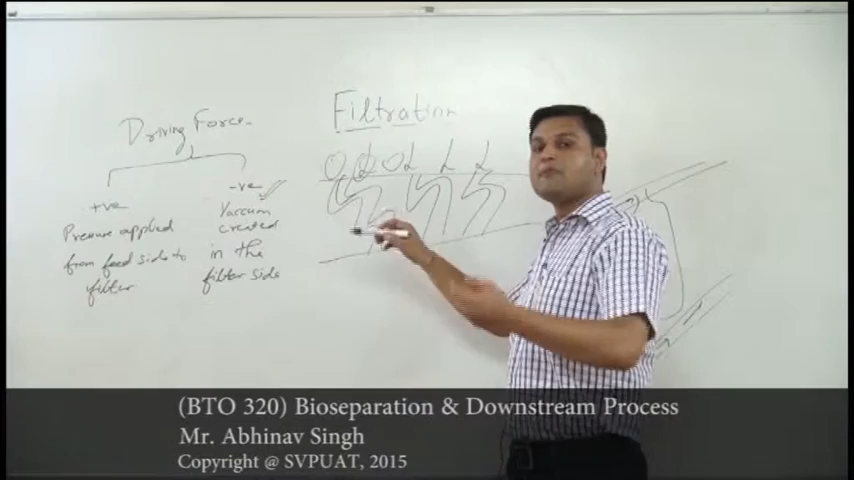 Filtration
Driving Force
+ve
Pressure applied
from feed side to
filter
-ve
Vaccum
created
in the
filter side
(BTO 320) Bioseparation & Downstream Process
Mr. Abhinav Singh
Copyright @ SVPUAT, 2015